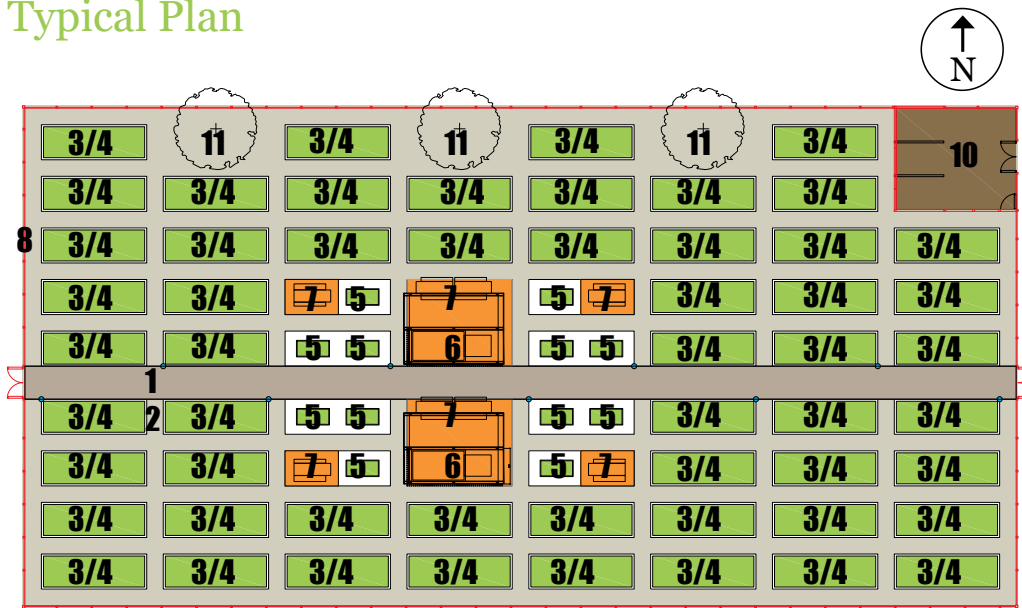 Typical Plan
N
3/4 11 3/4 11 3/4 11 3/4 10
3/4 3/4 3/4 3/4 3/4 3/4 3/4
8 3/4 3/4 3/4 3/4 3/4 3/4 3/4 3/4
3/4 3/4 7 5 7 5 7 3/4 3/4 3/4
3/4 3/4 5 5 6 5 5 3/4 3/4 3/4
1
3/4 2 3/4 5 5 7 5 5 3/4 3/4 3/4
3/4 3/4 7 5 6 5 7 3/4 3/4 3/4
3/4 3/4 3/4 3/4 3/4 3/4 3/4 3/4
3/4 3/4 3/4 3/4 3/4 3/4 3/4 3/4